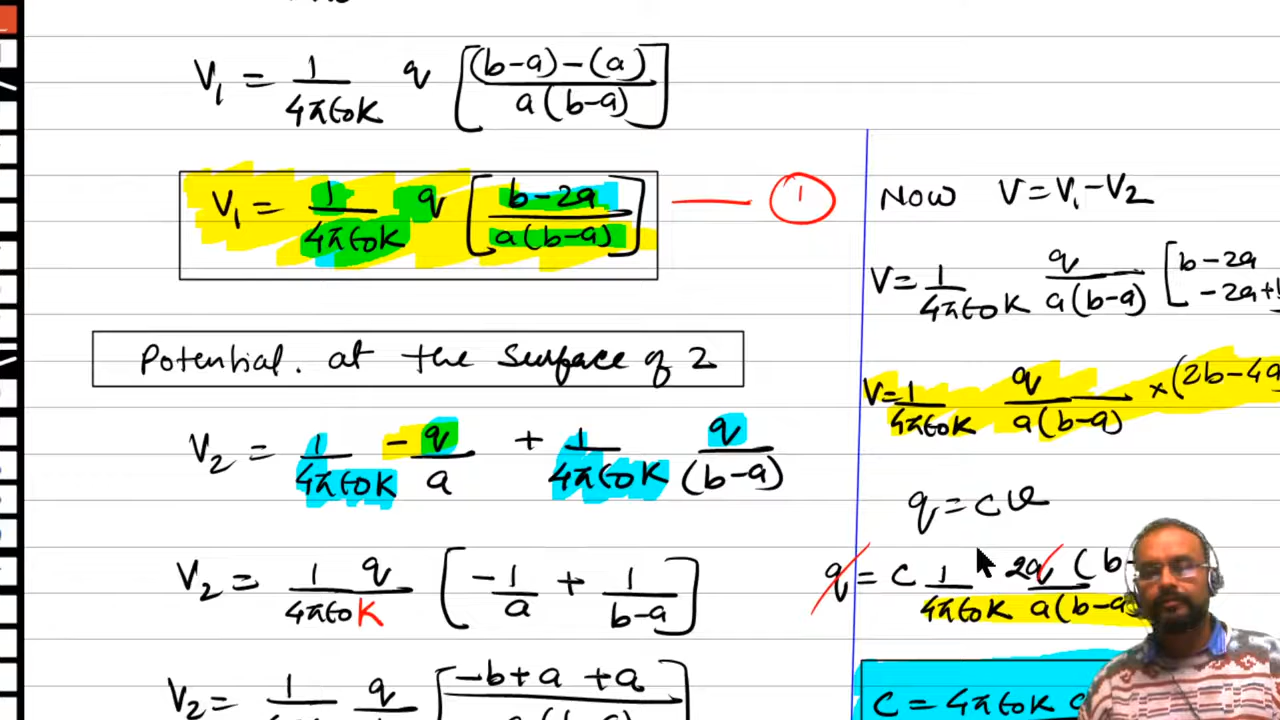 V₁ = 1/4πε₀K q [(b-a)-(a)/a(b-a)]
V₁ = 1/4πε₀K q [b-2a/a(b-a)] —— 1
Potential. at the surface of 2
V₂ = 1/4πε₀K -q/a + 1/4πε₀K q/(b-a)
V₂ = 1/4πε₀K q [-1/a + 1/b-a]
V₂ = 1 q [-b+a+a
Now V = V₁-V₂
V = 1/4πε₀K q/a(b-a) [b-2a -2a+
V = 1/4πε₀K q/a(b-a) × (2b-4a
q = cv
q = c 1/4πε₀K 2q (b- / a(b-a)
C = 4πε₀K